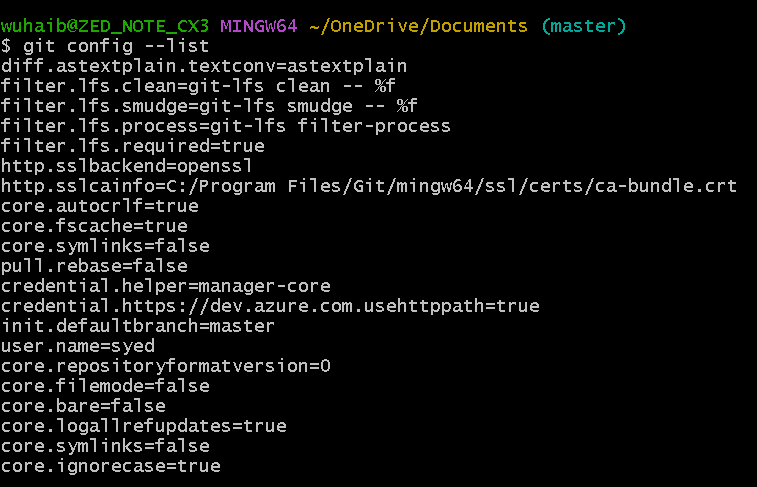 wuhaib@ZED_NOTE_CX3 MINGW64 ~/OneDrive/Documents (master)
$ git config --list
diff.astextplain.textconv=astextplain
filter.lfs.clean=git-lfs clean -- %f
filter.lfs.smudge=git-lfs smudge -- %f
filter.lfs.process=git-lfs filter-process
filter.lfs.required=true
http.sslbackend=openssl
http.sslcainfo=C:/Program Files/Git/mingw64/ssl/certs/ca-bundle.crt
core.autocrlf=true
core.fscache=true
core.symlinks=false
pull.rebase=false
credential.helper=manager-core
credential.https://dev.azure.com.usehttppath=true
init.defaultbranch=master
user.name=syed
core.repositoryformatversion=0
core.filemode=false
core.bare=false
core.logallrefupdates=true
core.symlinks=false
core.ignorecase=true